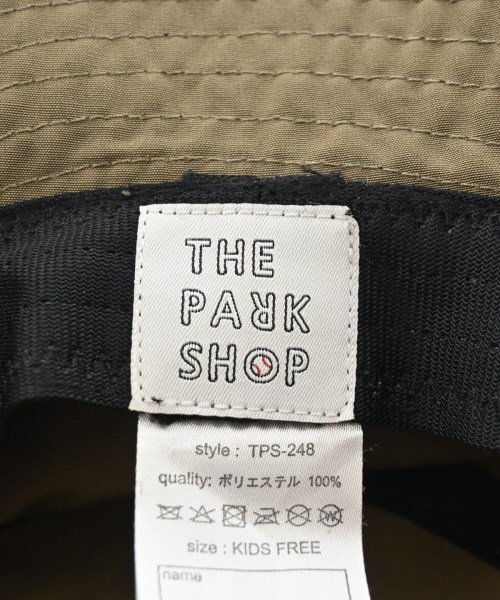 THE
PARK
SHOP
style : TPS-248
quality: ポリエステル 100%
size : KIDS FREE
name